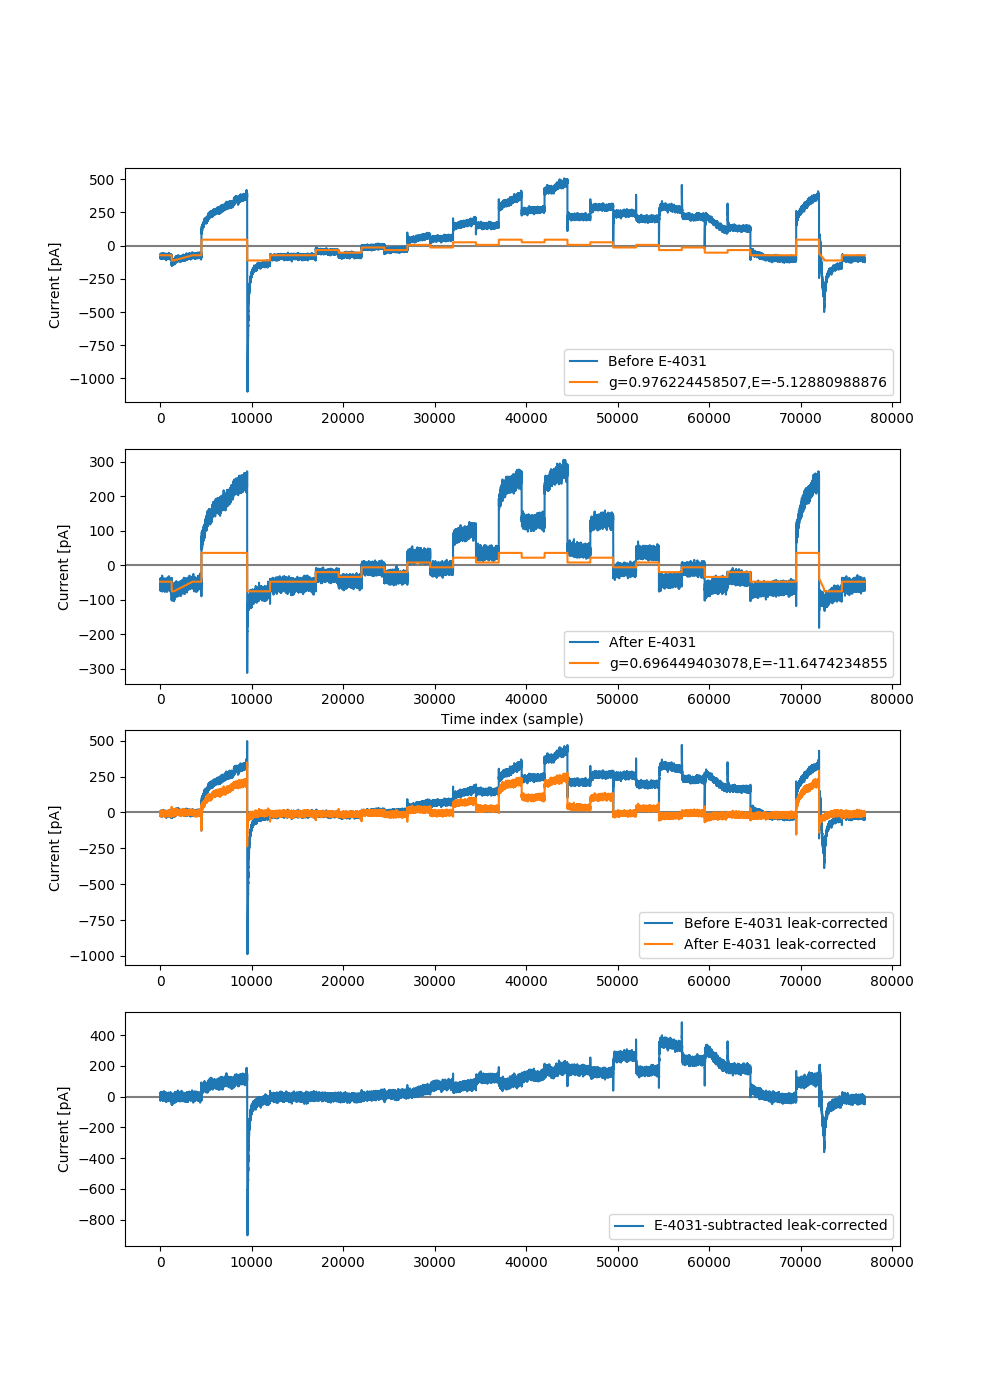 500
250
0
−250
−500
−750
−1000
Current [pA]
Before E-4031
g=0.976224458507,E=-5.12880988876
0 10000 20000 30000 40000 50000 60000 70000 80000
300
200
100
0
−100
−200
−300
Current [pA]
After E-4031
g=0.696449403078,E=-11.6474234855
0 10000 20000 30000 40000 50000 60000 70000 80000
Time index (sample)
500
250
0
−250
−500
−750
−1000
Current [pA]
Before E-4031 leak-corrected
After E-4031 leak-corrected
0 10000 20000 30000 40000 50000 60000 70000 80000
400
200
0
−200
−400
−600
−800
Current [pA]
E-4031-subtracted leak-corrected
0 10000 20000 30000 40000 50000 60000 70000 80000